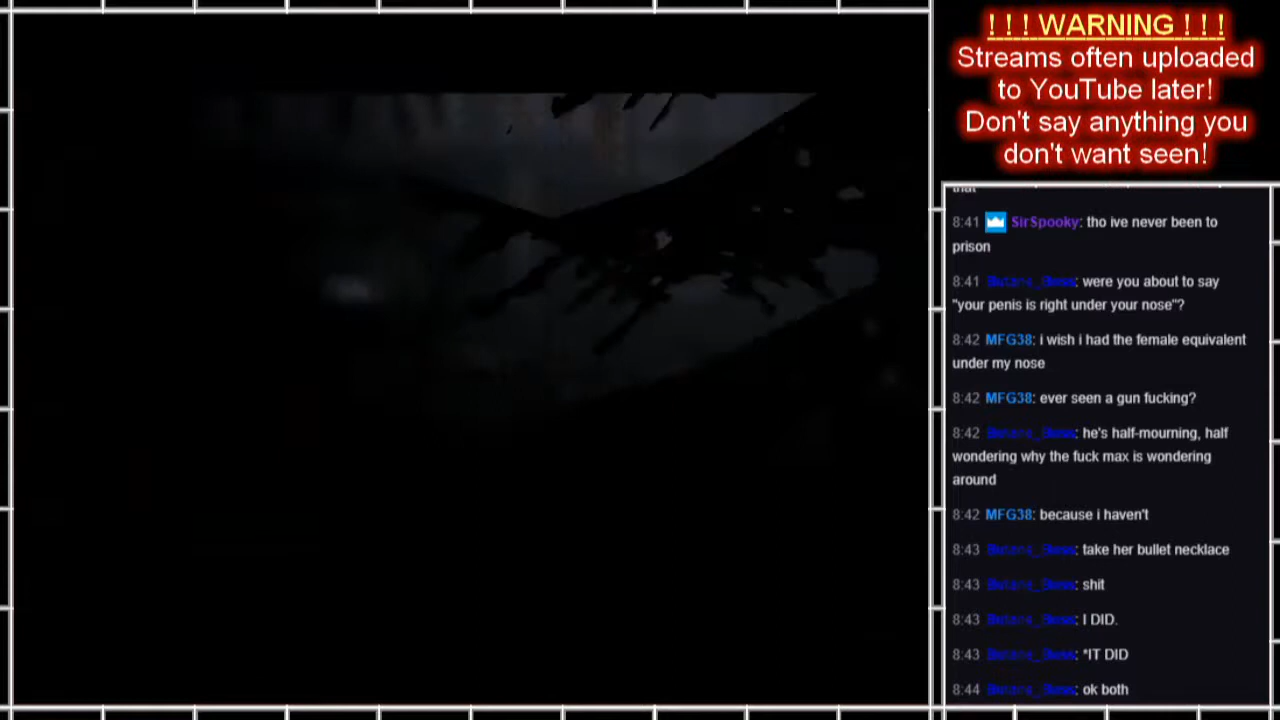 ! ! ! WARNING ! ! !
Streams often uploaded
to YouTube later!
Don't say anything you
don't want seen!
8:41 SirSpooky: tho ive never been to
prison
8:41 : were you about to say
"your penis is right under your nose"?
8:42 MFG38: i wish i had the female equivalent
under my nose
8:42 MFG38: ever seen a gun fucking?
8:42 : he's half-mourning, half
wondering why the fuck max is wondering
around
8:42 MFG38: because i haven't
8:43 : take her bullet necklace
8:43 : shit
8:43 : I DID.
8:43 : *IT DID
8:44 : ok both